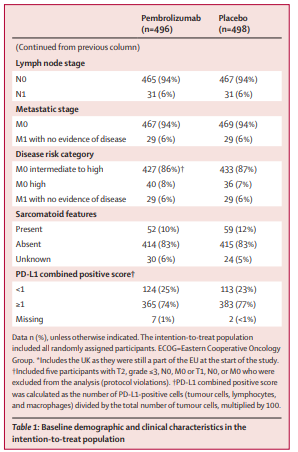 Pembrolizumab Placebo
(n=496) (n=498)
(Continued from previous column)
Lymph node stage
N0 465 (94%) 467 (94%)
N1 31 (6%) 31 (6%)
Metastatic stage
M0 467 (94%) 469 (94%)
M1 with no evidence of disease 29 (6%) 29 (6%)
Disease risk category
M0 intermediate to high 427 (86%)† 433 (87%)
M0 high 40 (8%) 36 (7%)
M1 with no evidence of disease 29 (6%) 29 (6%)
Sarcomatoid features
Present 52 (10%) 59 (12%)
Absent 414 (83%) 415 (83%)
Unknown 30 (6%) 24 (5%)
PD-L1 combined positive score†
<1 124 (25%) 113 (23%)
≥1 365 (74%) 383 (77%)
Missing 7 (1%) 2 (<1%)
Data n (%), unless otherwise indicated. The intention-to-treat population
included all randomly assigned participants. ECOG=Eastern Cooperative Oncology
Group. *Includes the UK as they were still a part of the EU at the start of the study.
†Included five participants with T2, grade ≤3, N0, M0 or T1, N0, or M0 who were
excluded from the analysis (protocol violations). †PD-L1 combined positive score
was calculated as the number of PD-L1-positive cells (tumour cells, lymphocytes,
and macrophages) divided by the total number of tumour cells, multiplied by 100.
Table 1: Baseline demographic and clinical characteristics in the
intention-to-treat population